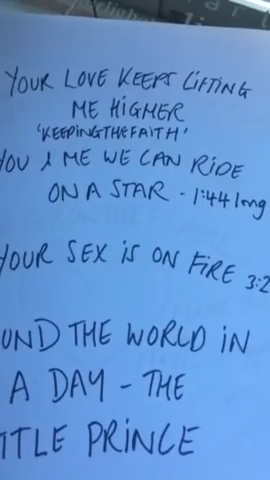 YOUR LOVE KEEPS LIFTING
ME HIGHER
'KEEPINGTHEFAITH'
YOU & ME WE CAN RIDE
ON A STAR - 1:44 long
YOUR SEX IS ON FIRE 3:2
UND THE WORLD IN
A DAY - THE
TTLE PRINCE